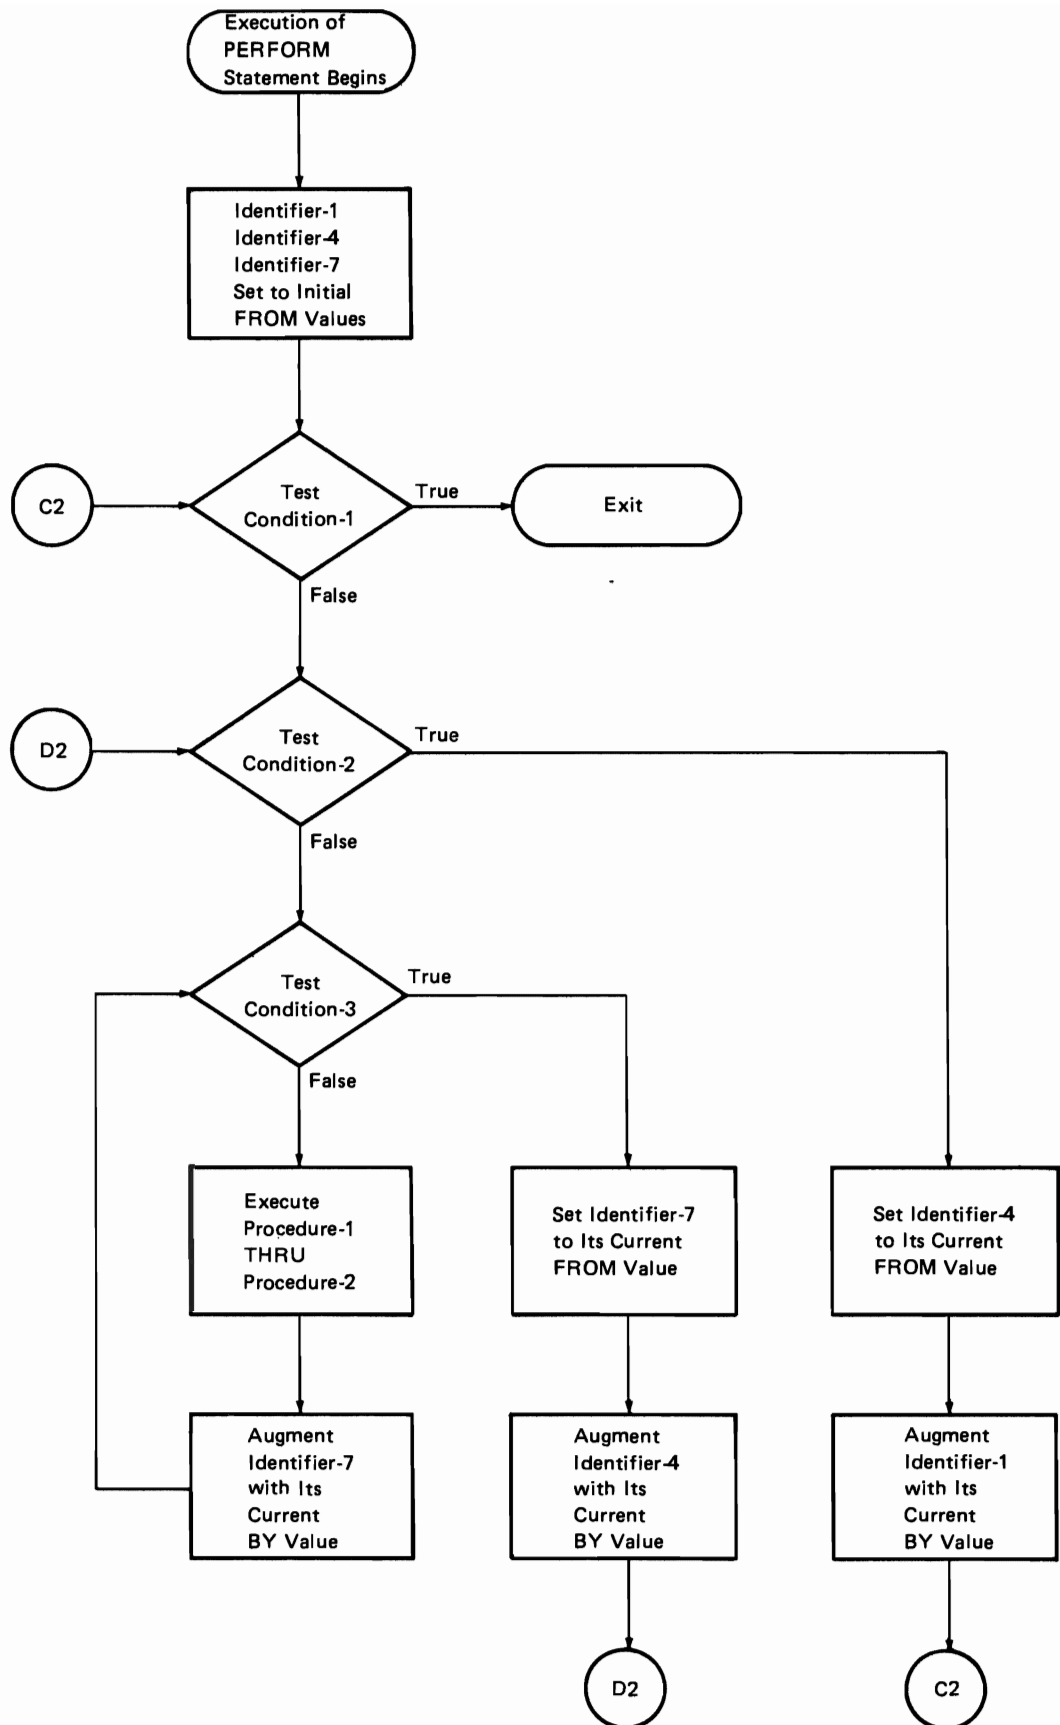 Execution of
PERFORM
Statement Begins
Identifier-1
Identifier-4
Identifier-7
Set to Initial
FROM Values
C2
Test
Condition-1
True
Exit
False
D2
Test
Condition-2
True
False
Test
Condition-3
True
False
Execute
Procedure-1
THRU
Procedure-2
Set Identifier-7
to Its Current
FROM Value
Set Identifier-4
to Its Current
FROM Value
Augment
Identifier-7
with Its
Current
BY Value
Augment
Identifier-4
with Its
Current
BY Value
Augment
Identifier-1
with Its
Current
BY Value
D2
C2